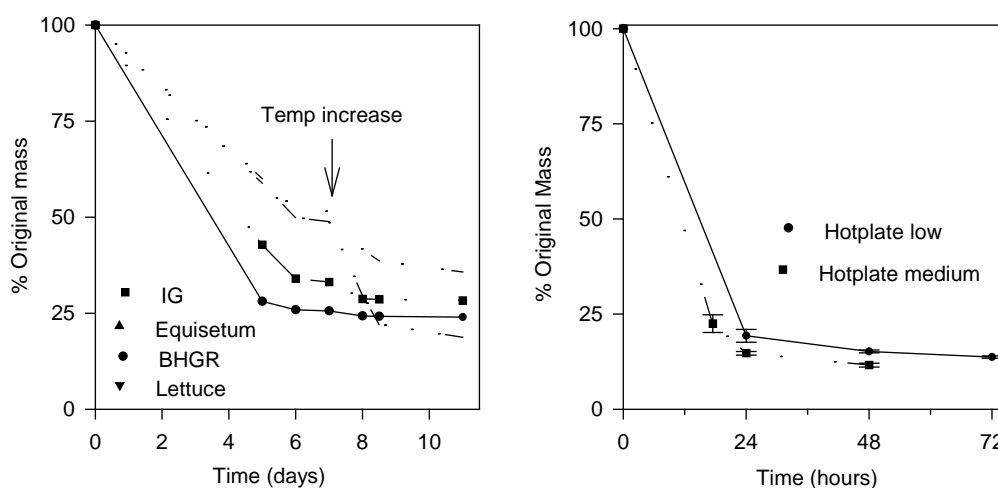 100
75
50
25
0
% Original mass
Temp increase
IG
Equisetum
BHGR
Lettuce
0 2 4 6 8 10
Time (days)
100
75
50
25
0
% Original Mass
Hotplate low
Hotplate medium
0 24 48 72
Time (hours)